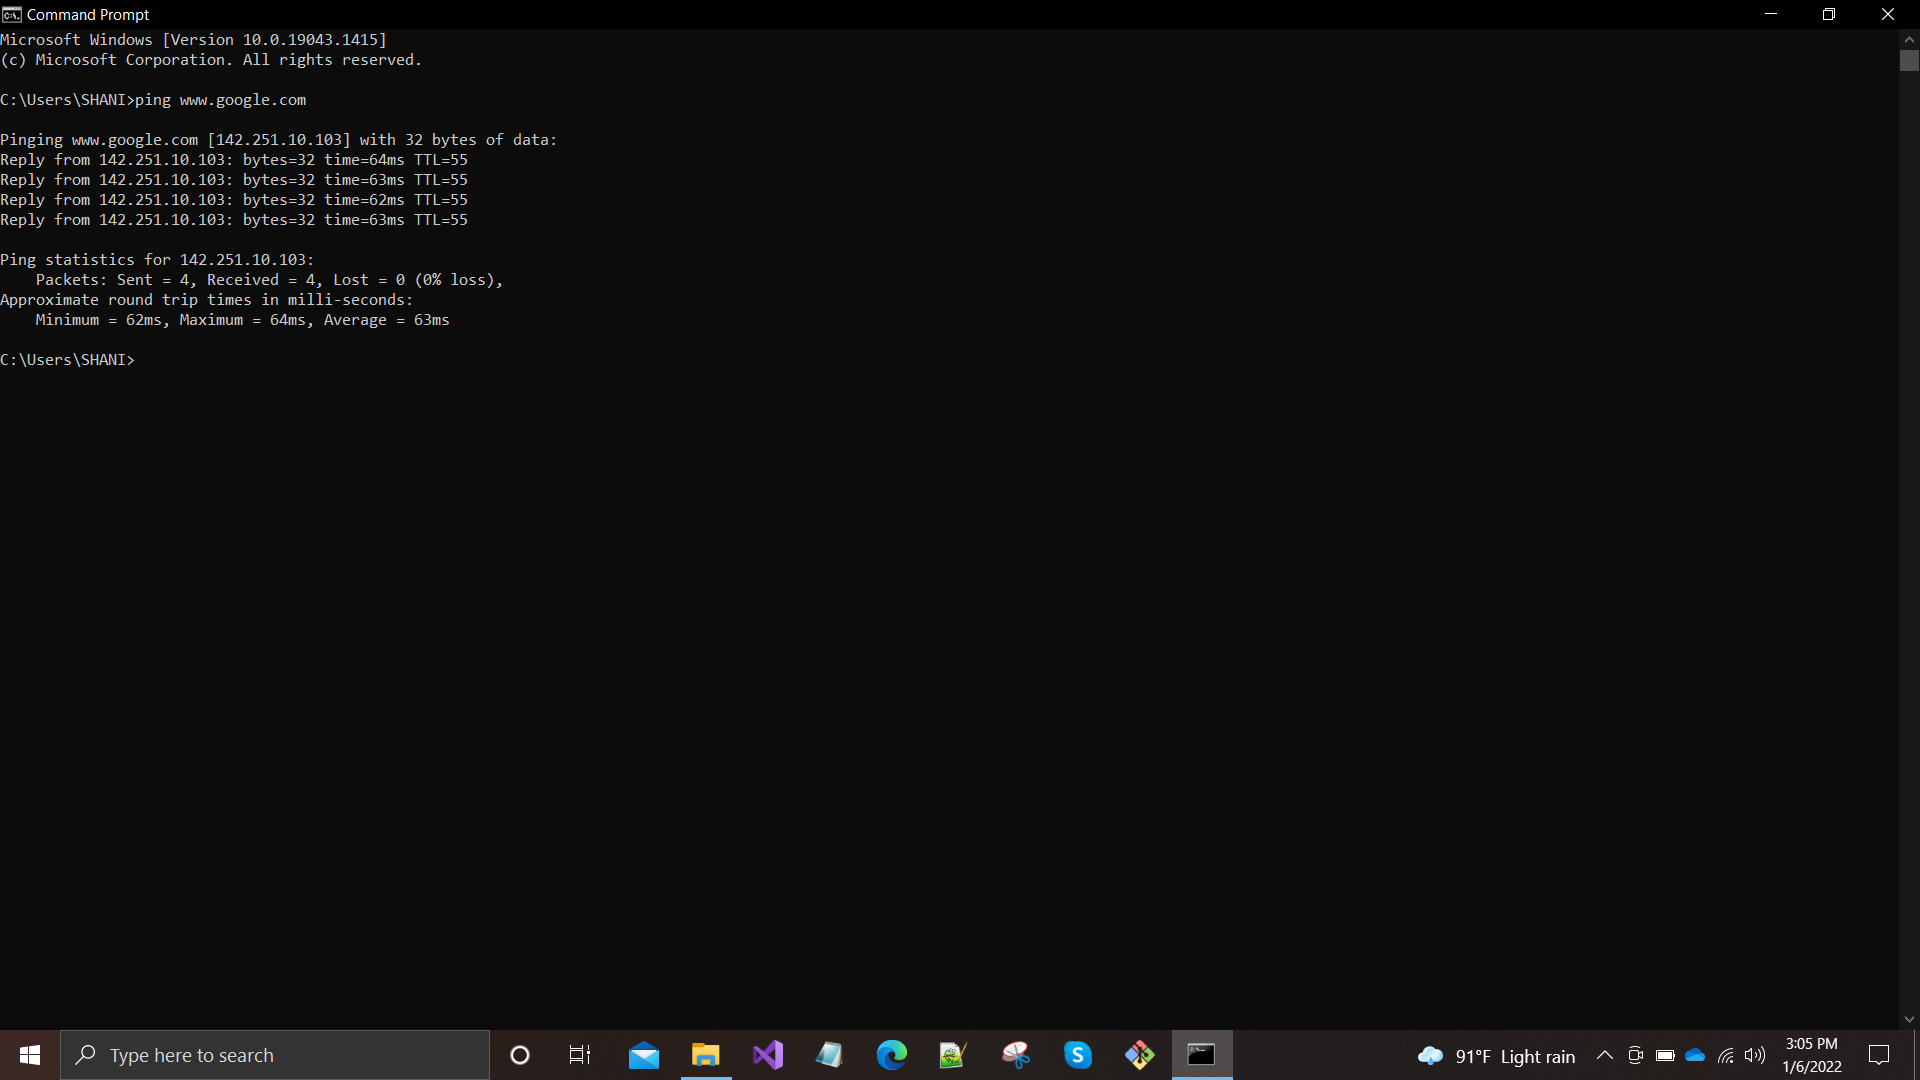 Command Prompt
Microsoft Windows [Version 10.0.19043.1415]
(c) Microsoft Corporation. All rights reserved.
C:\Users\SHANI>ping www.google.com
Pinging www.google.com [142.251.10.103] with 32 bytes of data:
Reply from 142.251.10.103: bytes=32 time=64ms TTL=55
Reply from 142.251.10.103: bytes=32 time=63ms TTL=55
Reply from 142.251.10.103: bytes=32 time=62ms TTL=55
Reply from 142.251.10.103: bytes=32 time=63ms TTL=55
Ping statistics for 142.251.10.103:
    Packets: Sent = 4, Received = 4, Lost = 0 (0% loss),
Approximate round trip times in milli-seconds:
    Minimum = 62ms, Maximum = 64ms, Average = 63ms
C:\Users\SHANI>
Type here to search
91°F Light rain
3:05 PM
1/6/2022